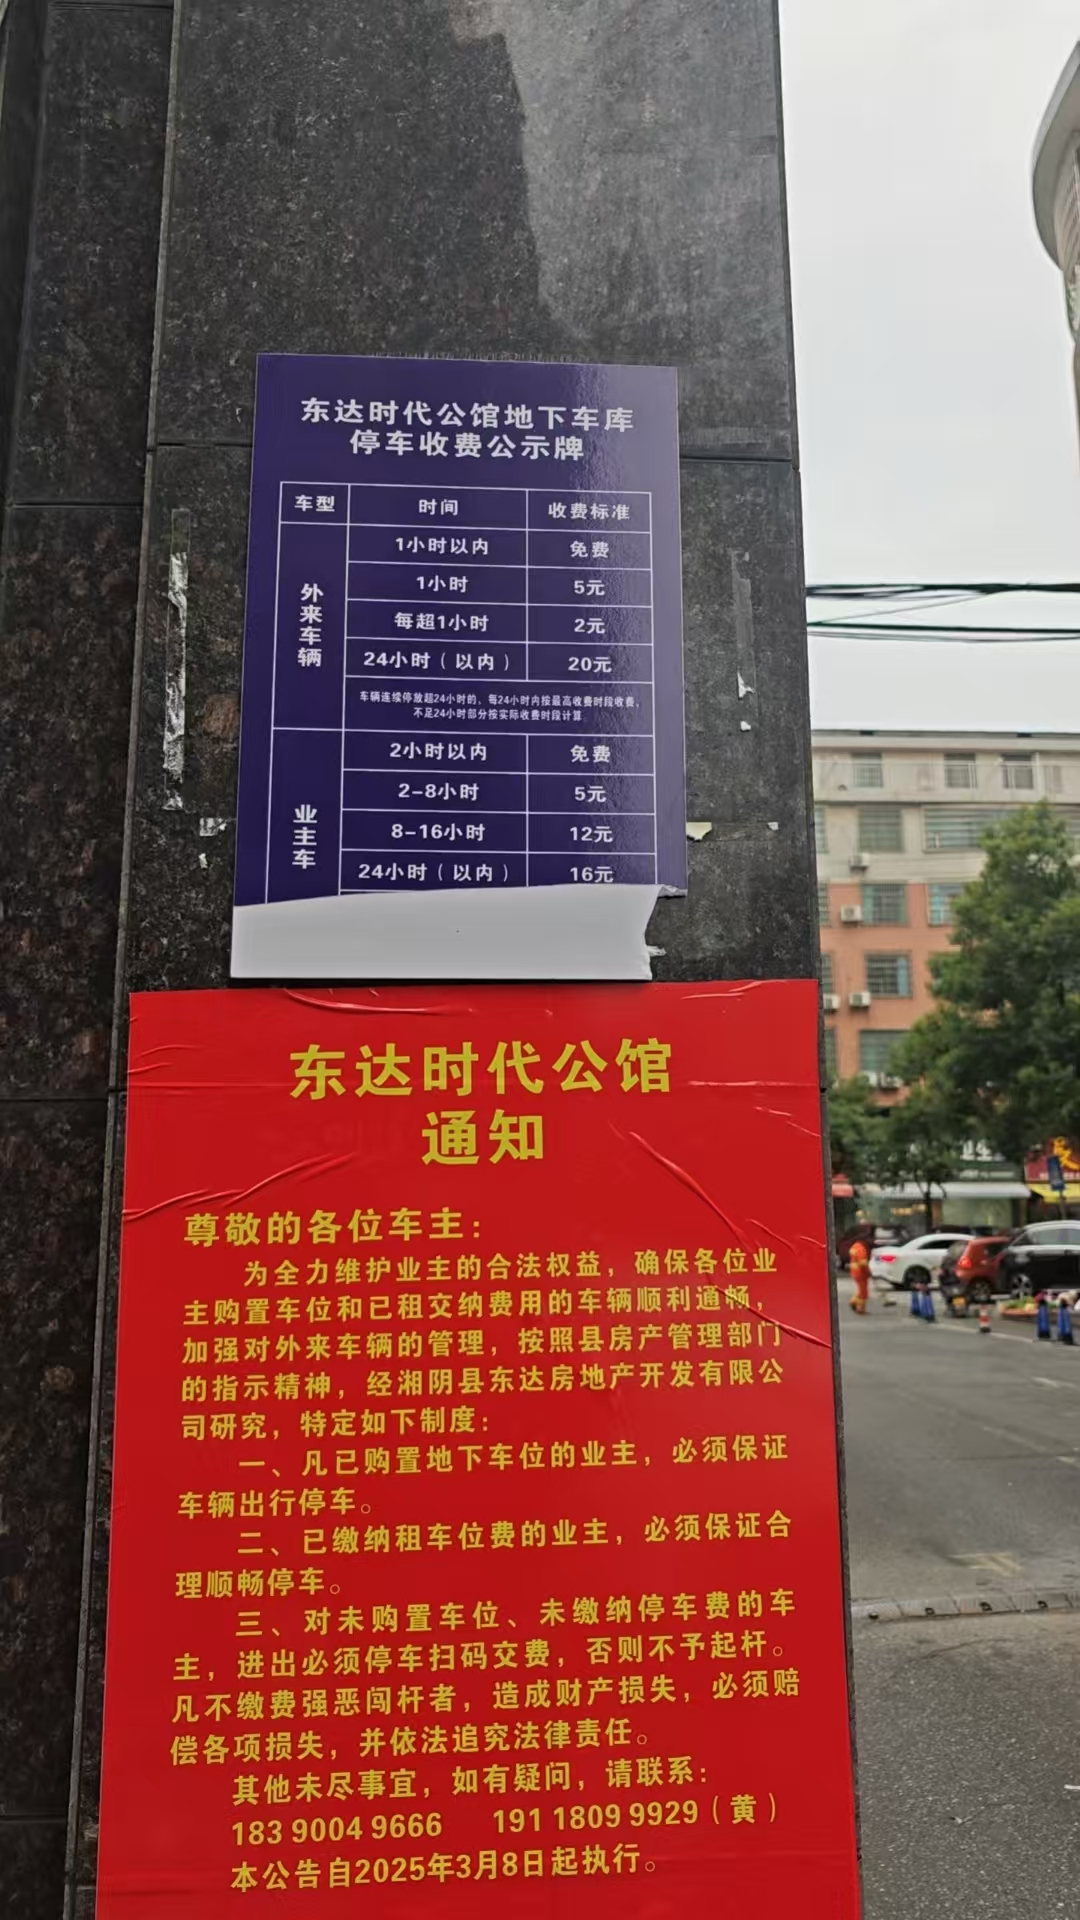 东达时代公馆地下车库
停车收费公示牌
车型 时间 收费标准
外来车辆
1小时以内 免费
1小时 5元
每超1小时 2元
24小时（以内） 20元
车辆连续停放超24小时的，每24小时内按最高收费时段收费，
不足24小时部分按实际收费时段计算
业主车
2小时以内 免费
2-8小时 5元
8-16小时 12元
24小时（以内） 16元
东达时代公馆
通知
尊敬的各位车主：
为全力维护业主的合法权益，确保各位业
主购置车位和已租交纳费用的车辆顺利通畅，
加强对外来车辆的管理，按照县房产管理部门
的指示精神，经湘阴县东达房地产开发有限公
司研究，特定如下制度：
一、凡已购置地下车位的业主，必须保证
车辆出行停车。
二、已缴纳租车位费的业主，必须保证合
理顺畅停车。
三、对未购置车位、未缴纳停车费的车
主，进出必须停车扫码交费，否则不予起杆。
凡不缴费强恶闯杆者，造成财产损失，必须赔
偿各项损失，并依法追究法律责任。
其他未尽事宜，如有疑问，请联系：
183 9004 9666 191 1809 9929（黄）
本公告自2025年3月8日起执行。